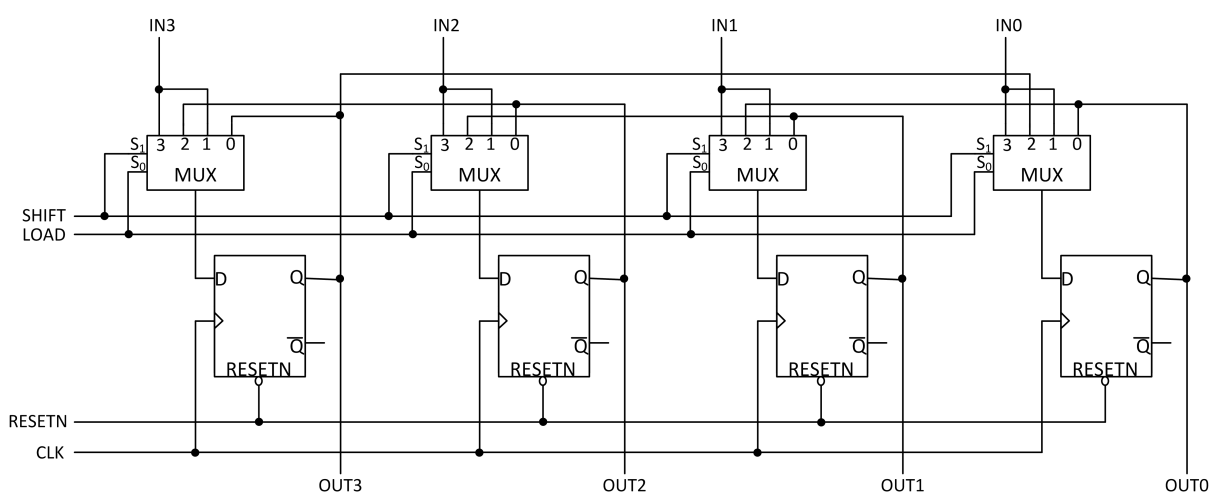 IN3 IN2 IN1 IN0
S1 3 2 1 0 S1 3 2 1 0 S1 3 2 1 0 S1 3 2 1 0
S0 MUX S0 MUX S0 MUX S0 MUX
SHIFT
LOAD
D Q D Q D Q D Q
Q Q Q Q
RESETN RESETN RESETN RESETN
RESETN
CLK
OUT3 OUT2 OUT1 OUT0